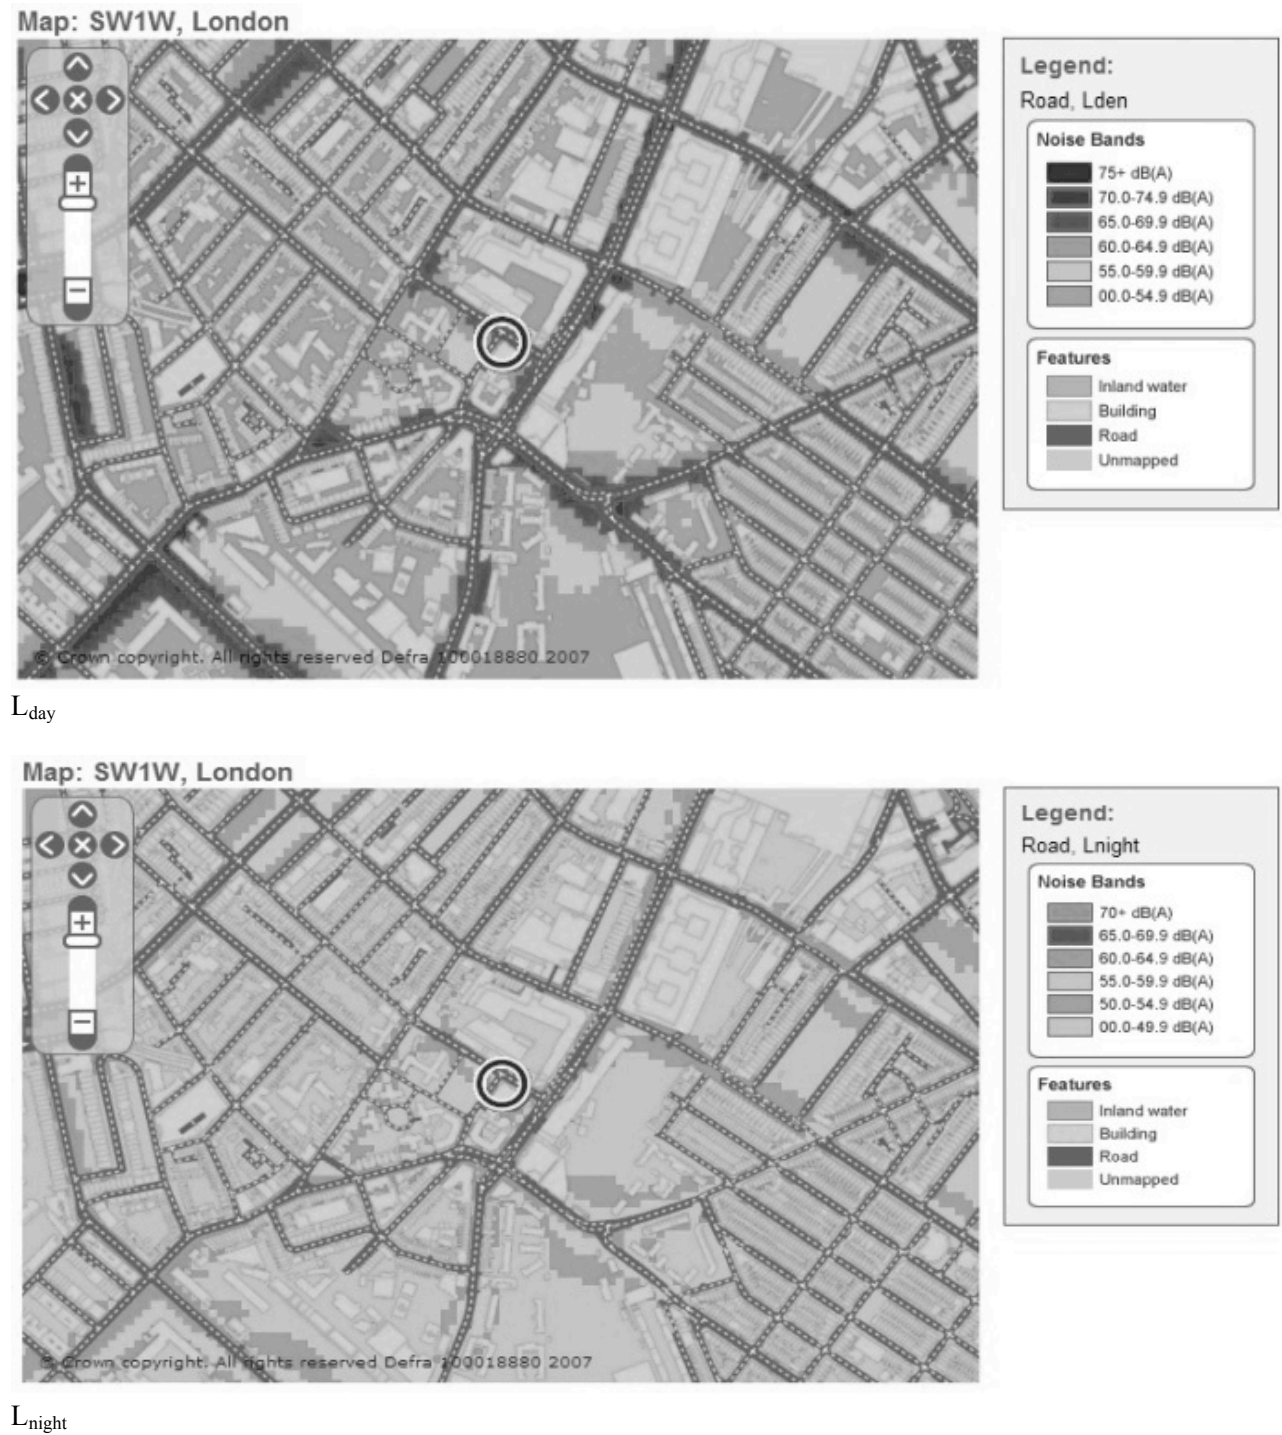 Map: SW1W, London
Legend:
Road, Lden
Noise Bands
75+ dB(A)
70.0-74.9 dB(A)
65.0-69.9 dB(A)
60.0-64.9 dB(A)
55.0-59.9 dB(A)
00.0-54.9 dB(A)
Features
Inland water
Building
Road
Unmapped
© Crown copyright. All rights reserved Defra 100018880 2007
Lday
Map: SW1W, London
Legend:
Road, Lnight
Noise Bands
70+ dB(A)
65.0-69.9 dB(A)
60.0-64.9 dB(A)
55.0-59.9 dB(A)
50.0-54.9 dB(A)
00.0-49.9 dB(A)
Features
Inland water
Building
Road
Unmapped
© Crown copyright. All rights reserved Defra 100018880 2007
Lnight